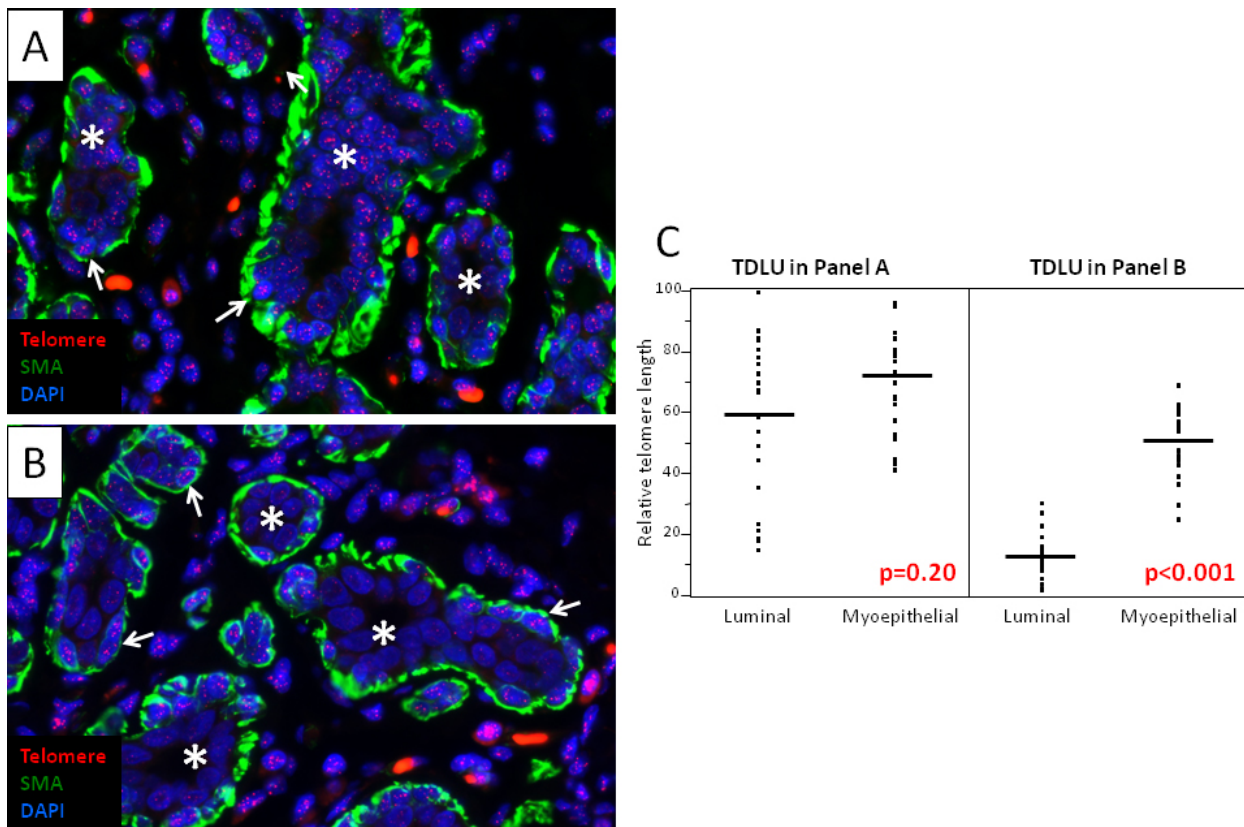 A
Telomere
SMA
DAPI
B
Telomere
SMA
DAPI
C
TDLU in Panel A
TDLU in Panel B
Relative telomere length
100
80
60
40
20
0
p=0.20
p<0.001
Luminal
Myoepithelial
Luminal
Myoepithelial